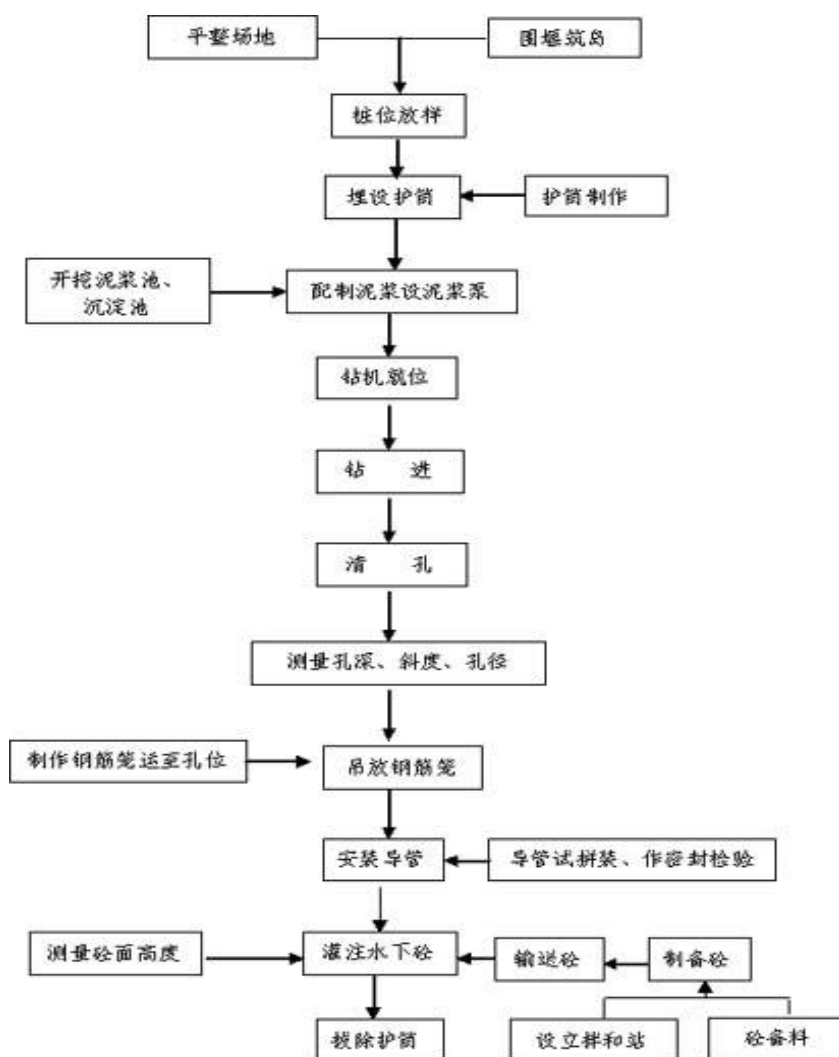 平整场地
围堰筑岛
桩位放样
埋设护筒
护筒制作
开挖泥浆池、
沉淀池
配制泥浆设泥浆泵
钻机就位
钻 进
清 孔
测量孔深、斜度、孔径
制作钢筋笼运至孔位
吊放钢筋笼
安装导管
导管试拼装、作密封检验
测量砼面高度
灌注水下砼
输送砼
制备砼
拔除护筒
设立拌和站
砼备料